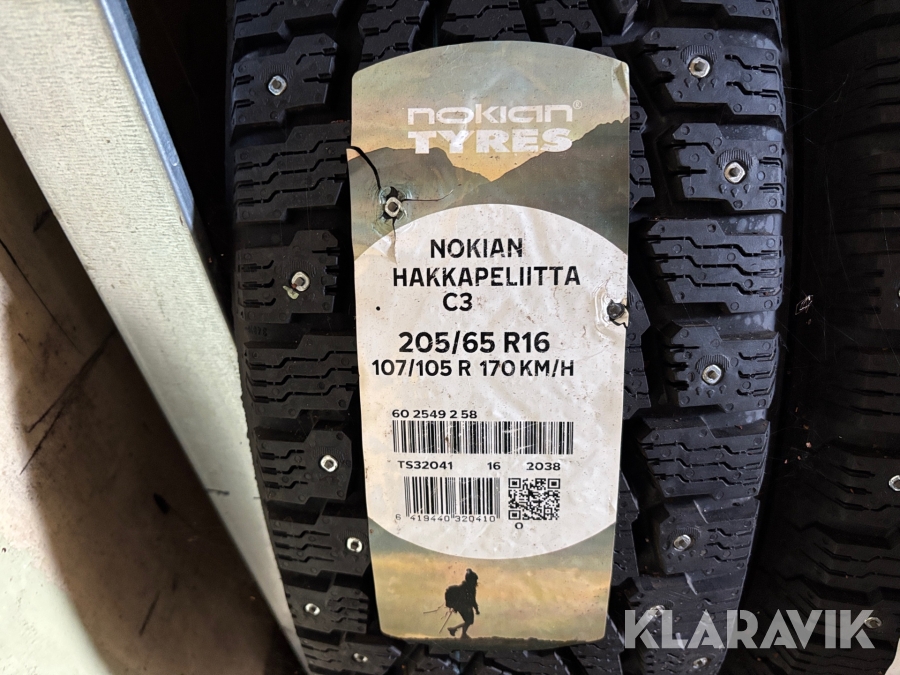 nokian®
TYRES
NOKIAN
HAKKAPELIITTA
C3
205/65 R16
107/105 R 170 KM/H
60 2549 2 58
TS32041 16 2038
6 419440 320410
O
KLARAVIK